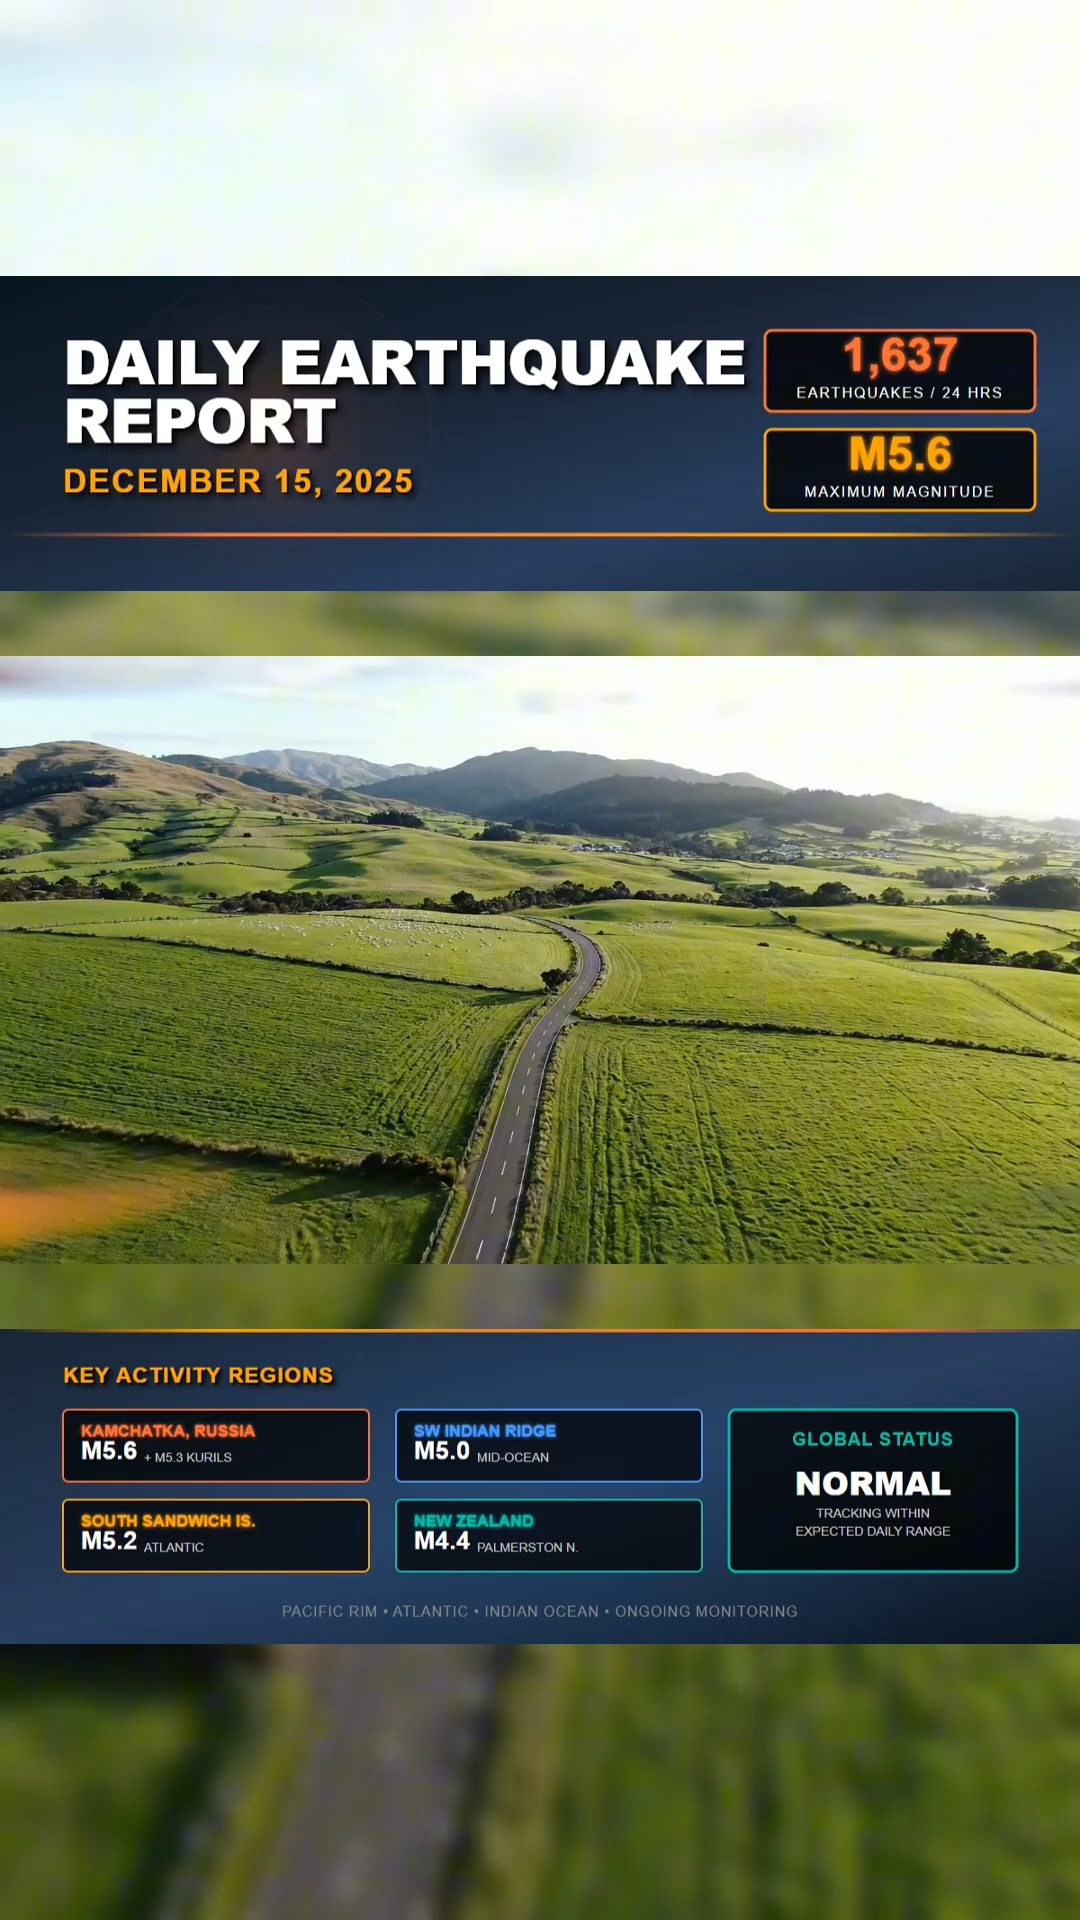 DAILY EARTHQUAKE
REPORT
DECEMBER 15, 2025
1,637
EARTHQUAKES / 24 HRS
M5.6
MAXIMUM MAGNITUDE
KEY ACTIVITY REGIONS
KAMCHATKA, RUSSIA
M5.6 + M5.3 KURILS
SW INDIAN RIDGE
M5.0 MID-OCEAN
SOUTH SANDWICH IS.
M5.2 ATLANTIC
NEW ZEALAND
M4.4 PALMERSTON N.
GLOBAL STATUS
NORMAL
TRACKING WITHIN
EXPECTED DAILY RANGE
PACIFIC RIM • ATLANTIC • INDIAN OCEAN • ONGOING MONITORING